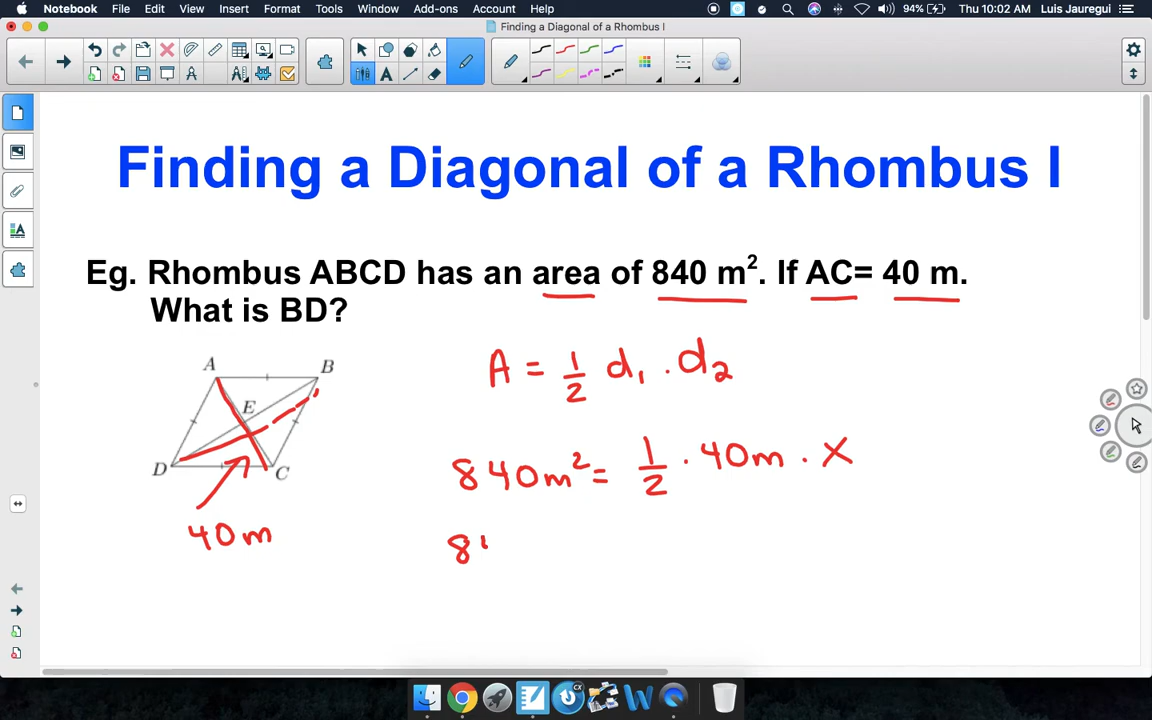 Notebook File Edit View Insert Format Tools Window Add-ons Account Help 94% Thu 10:02 AM Luis Jauregui
Finding a Diagonal of a Rhombus I
Finding a Diagonal of a Rhombus I
Eg. Rhombus ABCD has an area of 840 m². If AC= 40 m.
What is BD?
A B
E
D C
40m
A = 1/2 d₁ . d₂
840m² = 1/2 · 40m · X
8